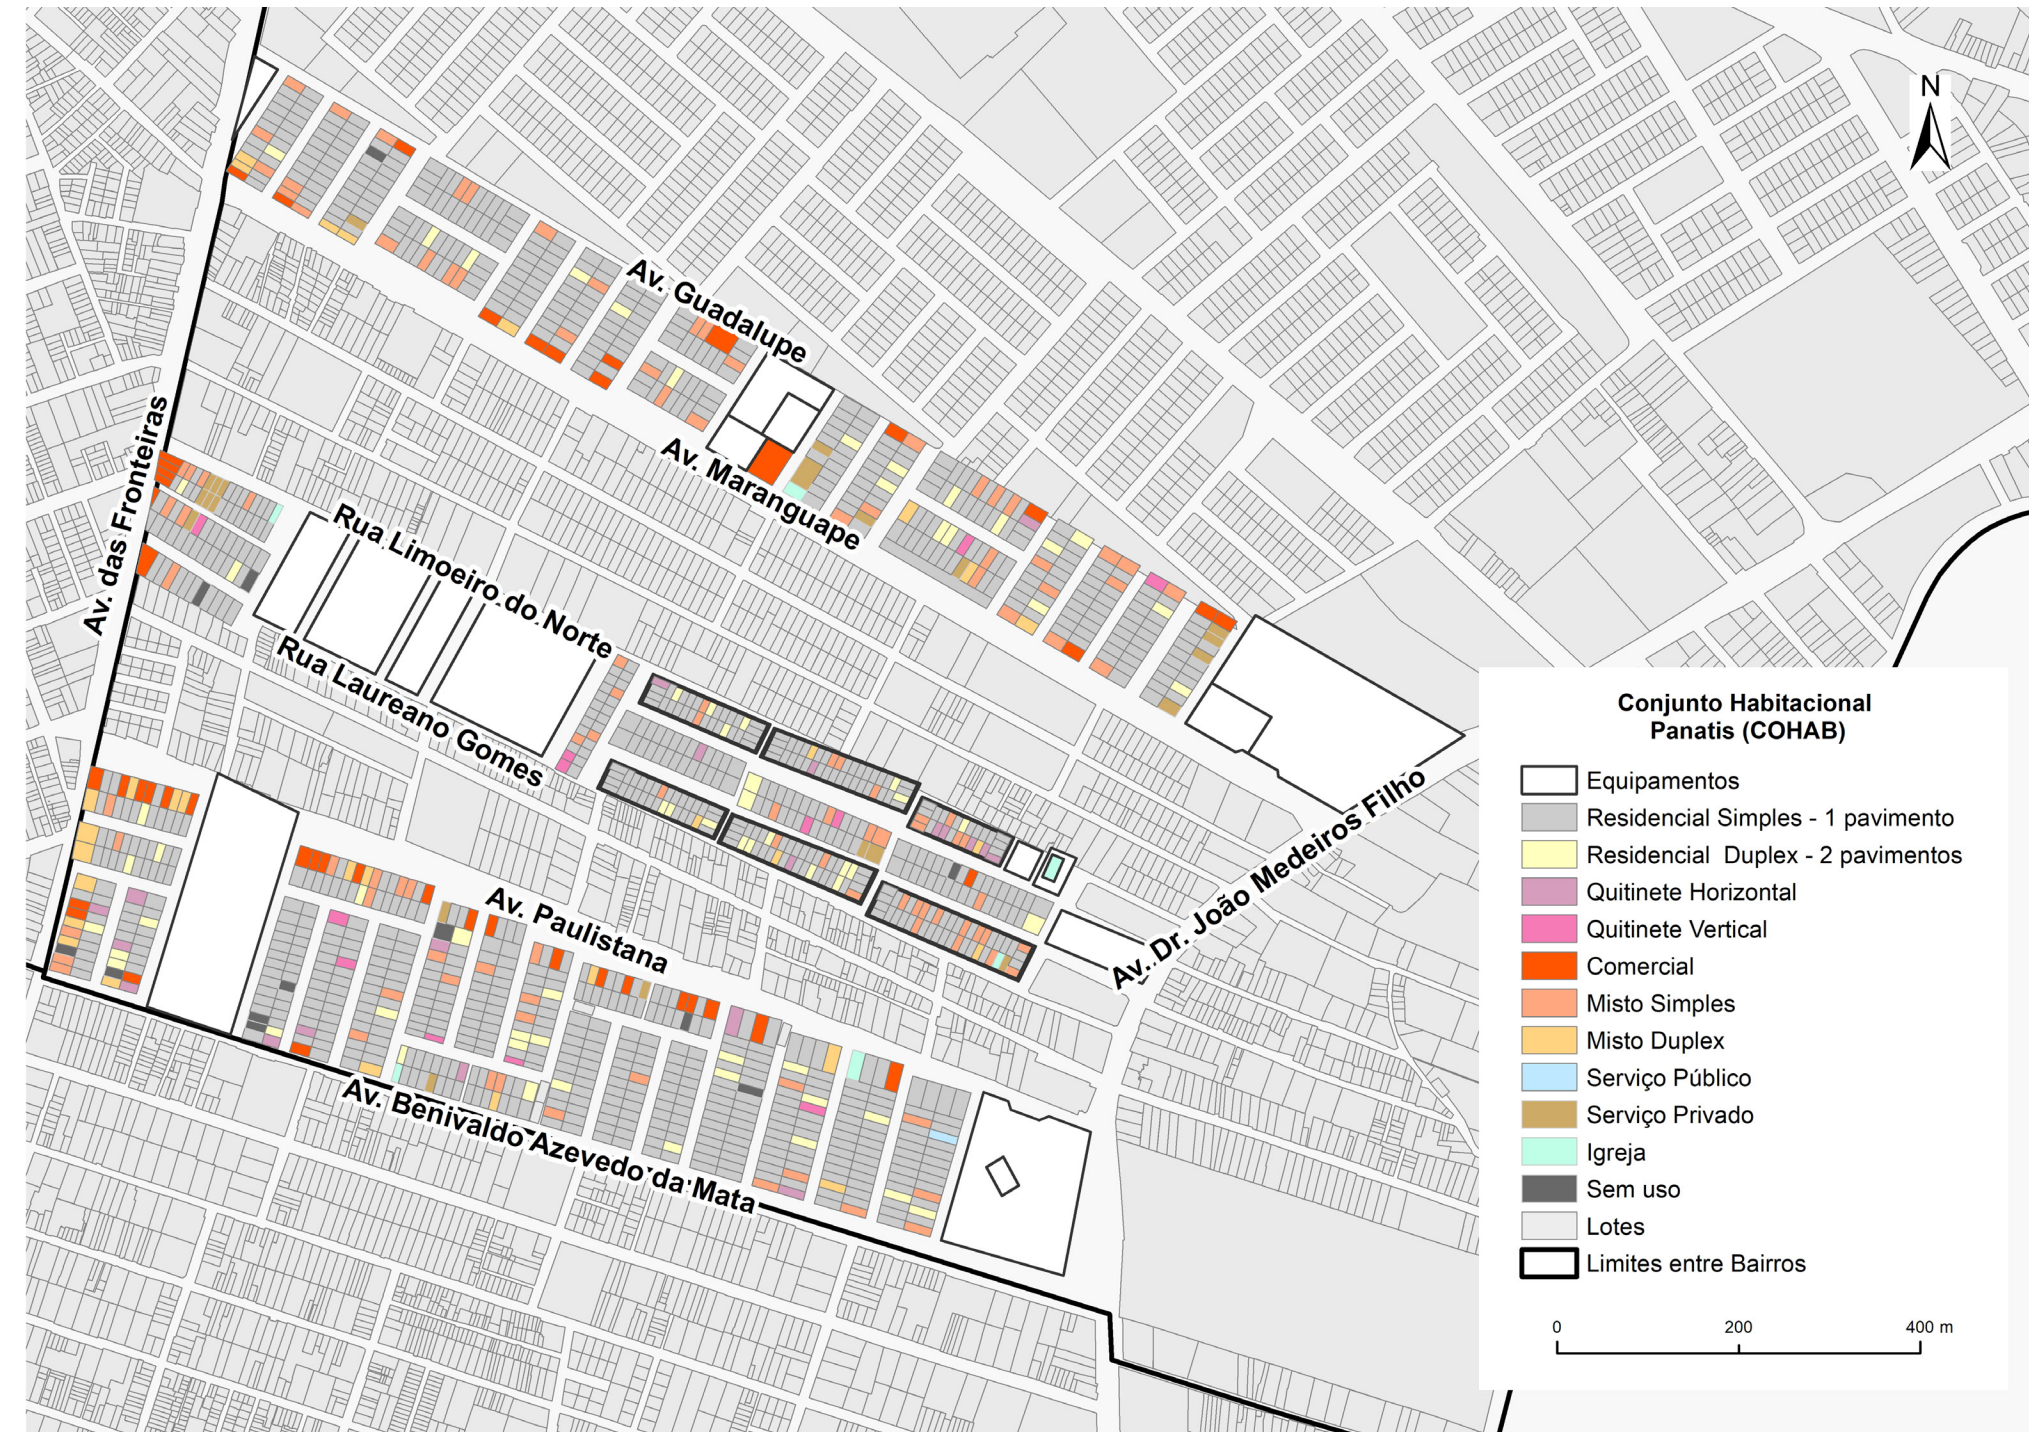 N
Av. Guadalupe
Av. Maranguape
Av. das Fronteiras
Rua Limoeiro do Norte
Rua Laureano Gomes
Av. Paulistana
Av. Dr. João Medeiros Filho
Av. Benivaldo Azevedo da Mata
Conjunto Habitacional
Panatis (COHAB)
Equipamentos
Residencial Simples - 1 pavimento
Residencial Duplex - 2 pavimentos
Quitinete Horizontal
Quitinete Vertical
Comercial
Misto Simples
Misto Duplex
Serviço Público
Serviço Privado
Igreja
Sem uso
Lotes
Limites entre Bairros
0 200 400 m